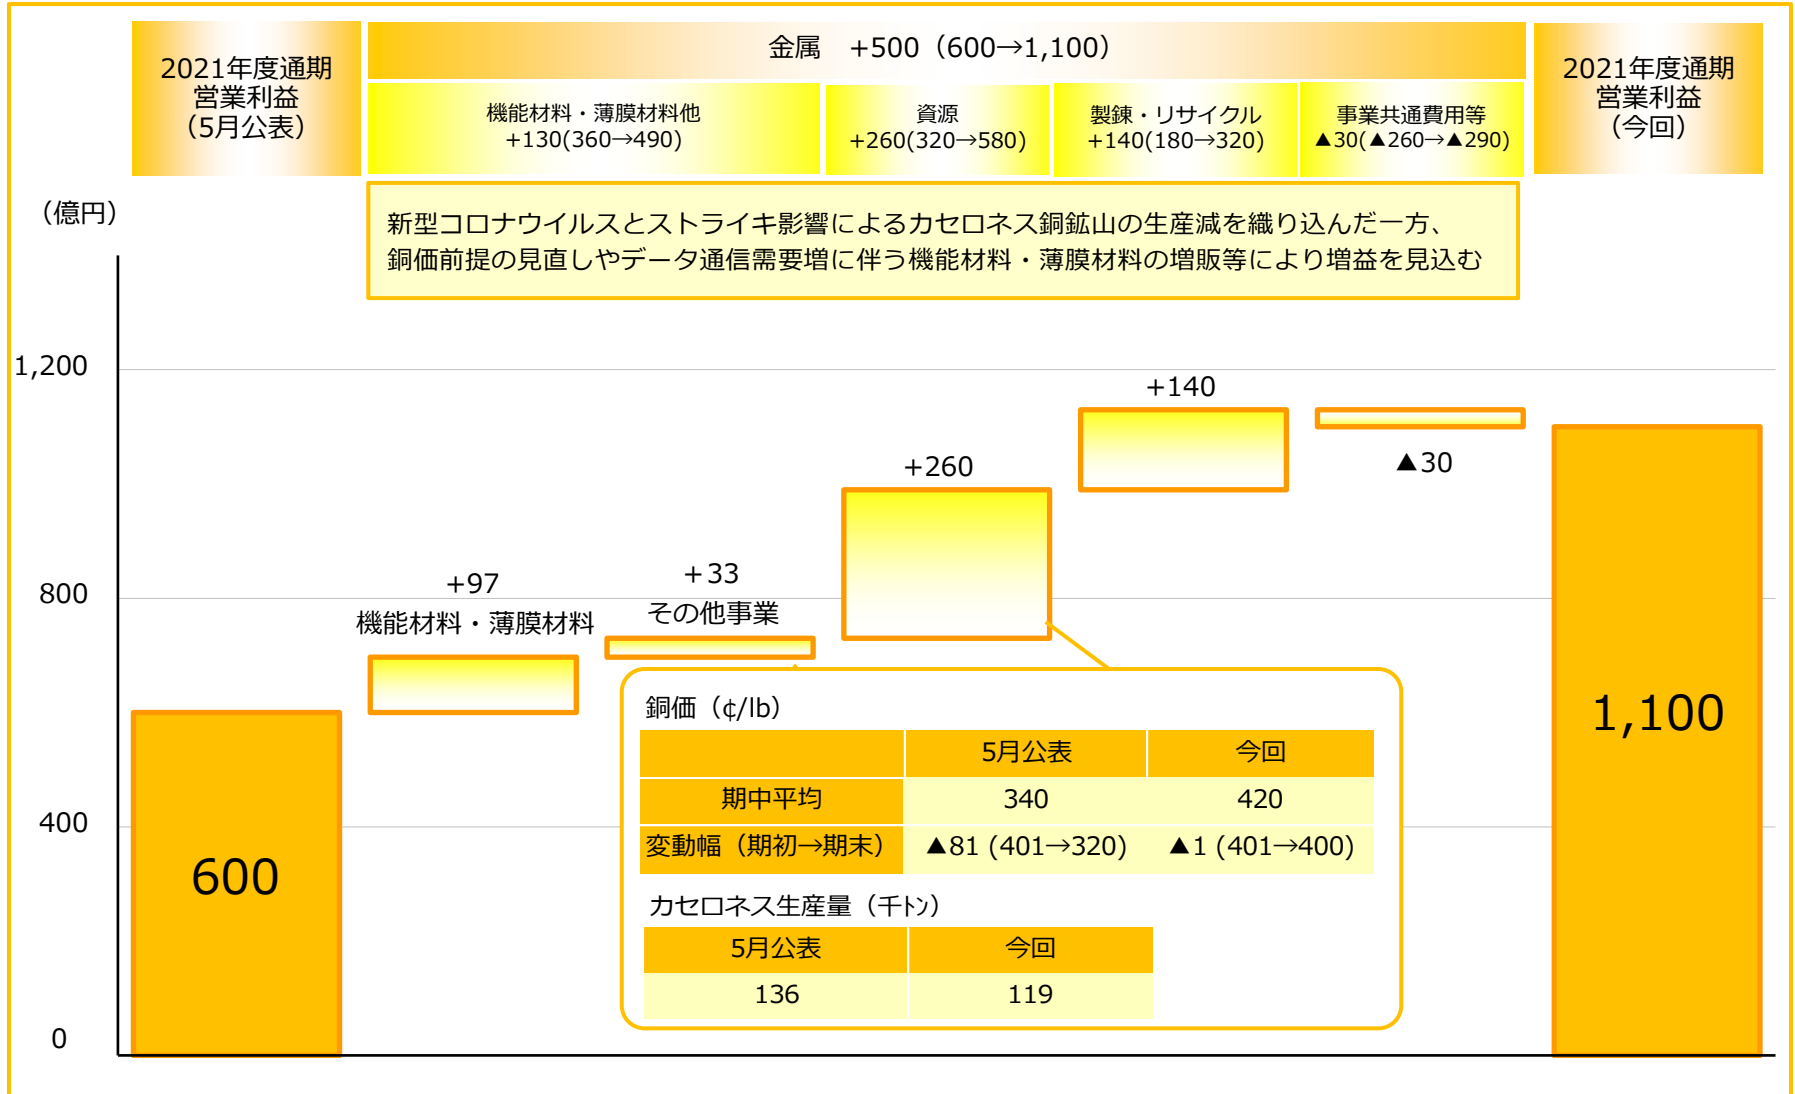 2021年度通期
営業利益
（5月公表）
金属　+500（600→1,100）
機能材料・薄膜材料他
+130(360→490)
資源
+260(320→580)
製錬・リサイクル
+140(180→320)
事業共通費用等
▲30(▲260→▲290)
2021年度通期
営業利益
（今回）
（億円）
新型コロナウイルスとストライキ影響によるカセロネス銅鉱山の生産減を織り込んだ一方、
銅価前提の見直しやデータ通信需要増に伴う機能材料・薄膜材料の増販等により増益を見込む
1,200
800
400
0
600
+97
機能材料・薄膜材料
+33
その他事業
+260
+140
▲30
1,100
銅価（¢/lb）
5月公表 今回
期中平均 340 420
変動幅（期初→期末） ▲81 (401→320) ▲1 (401→400)
カセロネス生産量（千㌧）
5月公表 今回
136 119